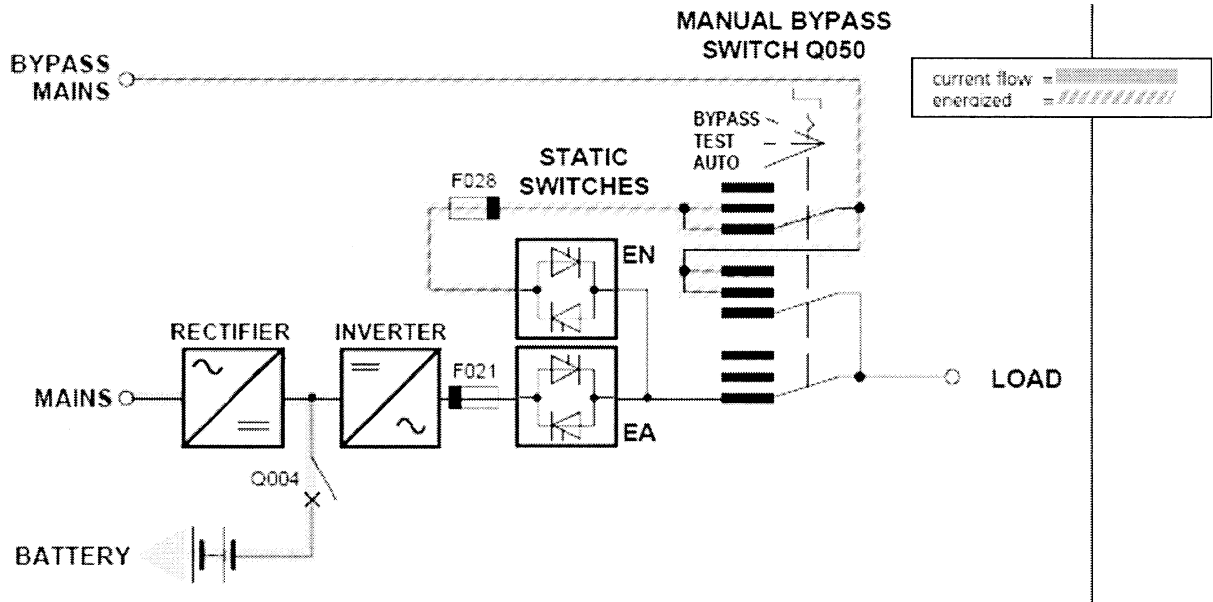 MANUAL BYPASS
SWITCH Q050
BYPASS
MAINS
current flow =
energized =
BYPASS
TEST
AUTO
STATIC
SWITCHES
F028
EN
RECTIFIER
INVERTER
F021
MAINS
LOAD
EA
Q004
BATTERY